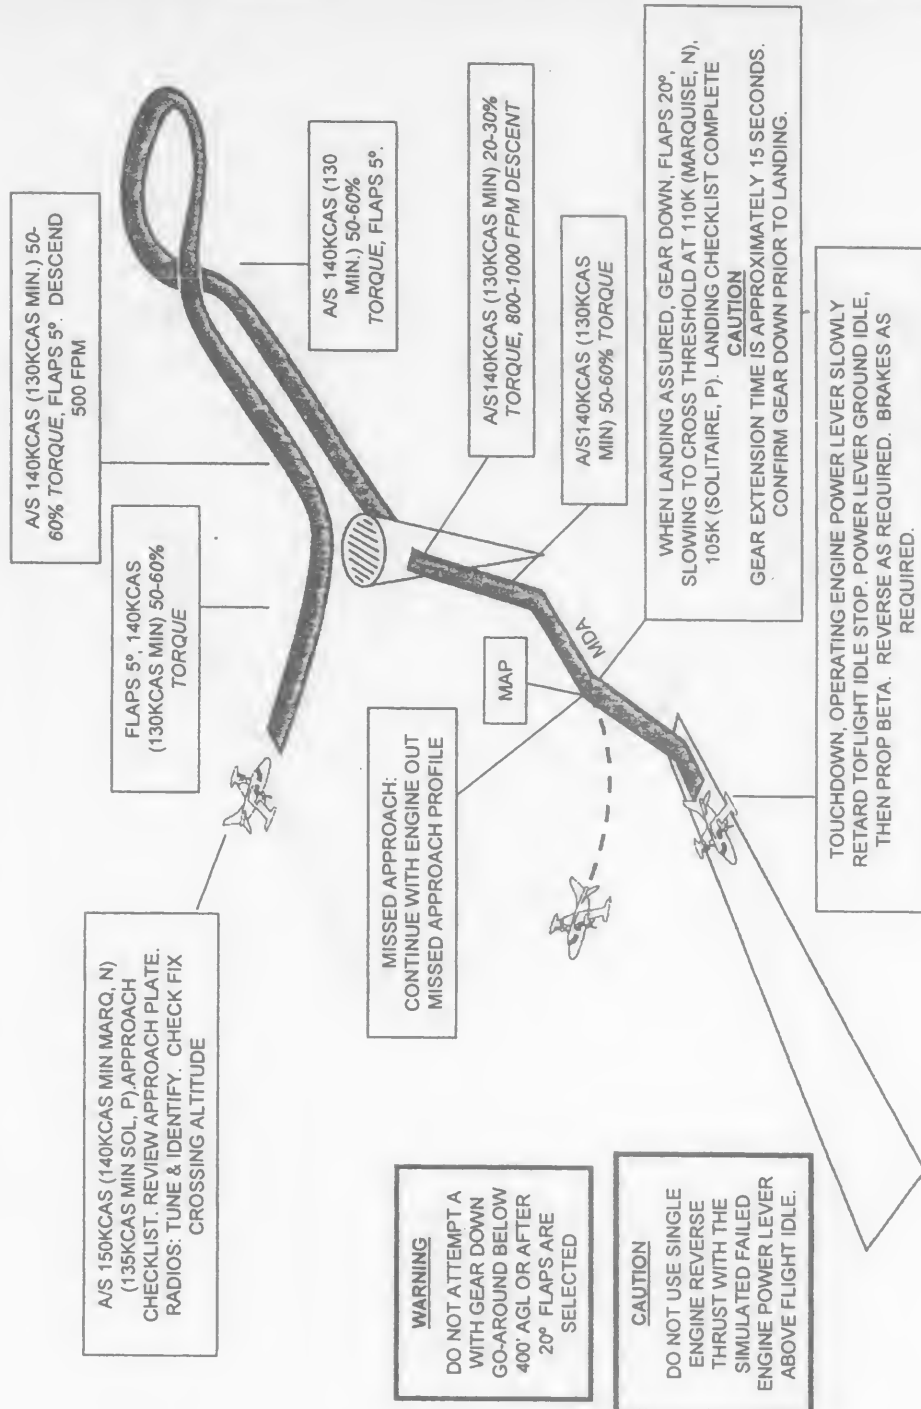 A/S 150KCAS (140KCAS MIN MARQ, N)
(135KCAS MIN SOL, P).APPROACH
CHECKLIST. REVIEW APPROACH PLATE.
RADIOS: TUNE & IDENTIFY. CHECK FIX
CROSSING ALTITUDE
FLAPS 5º, 140KCAS
(130KCAS MIN) 50-60%
TORQUE
A/S 140KCAS (130KCAS MIN.) 50-
60% TORQUE, FLAPS 5º. DESCEND
500 FPM
A/S 140KCAS (130
MIN.) 50-60%
TORQUE, FLAPS 5º.
A/S140KCAS (130KCAS MIN) 20-30%
TORQUE, 800-1000 FPM DESCENT
A/S140KCAS (130KCAS
MIN) 50-60% TORQUE
MDA
MAP
MISSED APPROACH:
CONTINUE WITH ENGINE OUT
MISSED APPROACH PROFILE
WHEN LANDING ASSURED, GEAR DOWN, FLAPS 20º,
SLOWING TO CROSS THRESHOLD AT 110K (MARQUISE, N),
105K (SOLITAIRE, P). LANDING CHECKLIST COMPLETE
CAUTION
GEAR EXTENSION TIME IS APPROXIMATELY 15 SECONDS.
CONFIRM GEAR DOWN PRIOR TO LANDING.
TOUCHDOWN, OPERATING ENGINE POWER LEVER SLOWLY
RETARD TOFLIGHT IDLE STOP. POWER LEVER GROUND IDLE,
THEN PROP BETA. REVERSE AS REQUIRED. BRAKES AS
REQUIRED.
WARNING
DO NOT ATTEMPT A
WITH GEAR DOWN
GO-AROUND BELOW
400' AGL OR AFTER
20º FLAPS ARE
SELECTED
CAUTION
DO NOT USE SINGLE
ENGINE REVERSE
THRUST WITH THE
SIMULATED FAILED
ENGINE POWER LEVER
ABOVE FLIGHT IDLE.